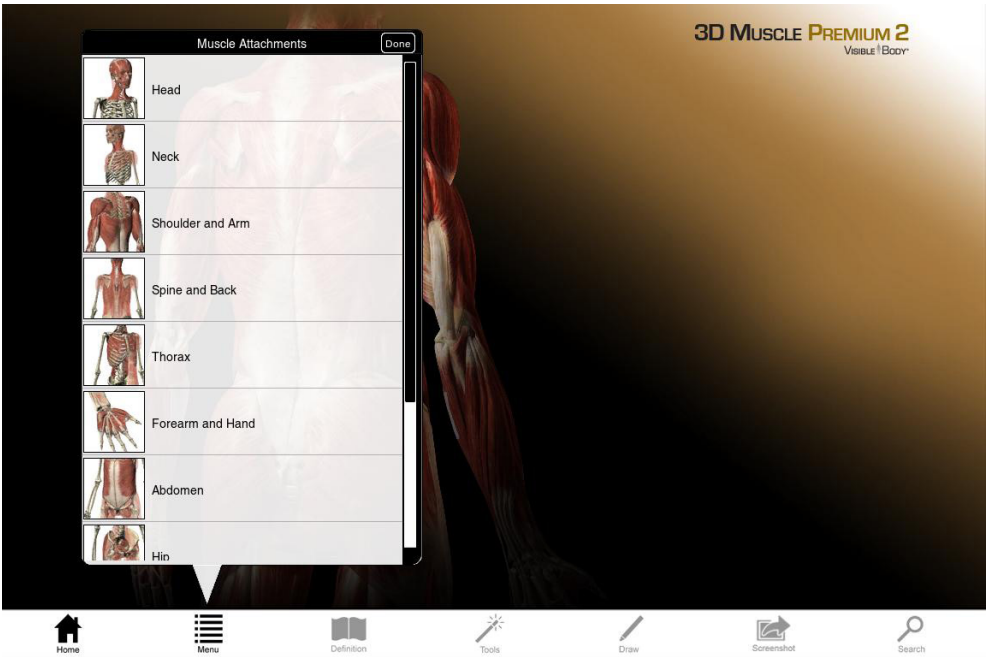 Muscle Attachments
Done
3D MUSCLE PREMIUM 2
VISIBLE BODY®
Head
Neck
Shoulder and Arm
Spine and Back
Thorax
Forearm and Hand
Abdomen
Hip
Home
Menu
Definition
Tools
Draw
Screenshot
Search